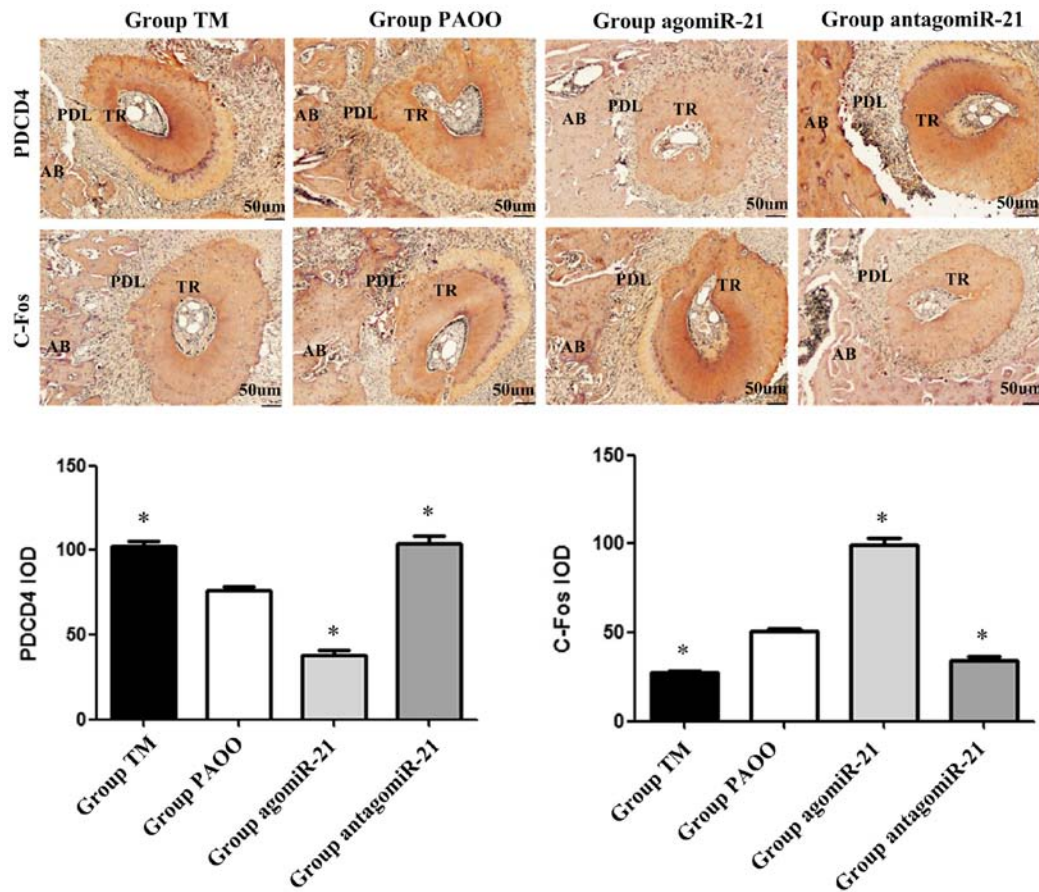 Group TM Group PAOO Group agomiR-21 Group antagomiR-21
PDCD4
PDL TR AB 50um
PDL TR AB 50um
PDL TR AB 50um
PDL TR AB 50um
C-Fos
PDL TR AB 50um
PDL TR AB 50um
PDL TR AB 50um
PDL TR AB 50um
PDCD4 IOD
150
100
50
0
* * *
Group TM
Group PAOO
Group agomiR-21
Group antagomiR-21
C-Fos IOD
150
100
50
0
* * *
Group TM
Group PAOO
Group agomiR-21
Group antagomiR-21